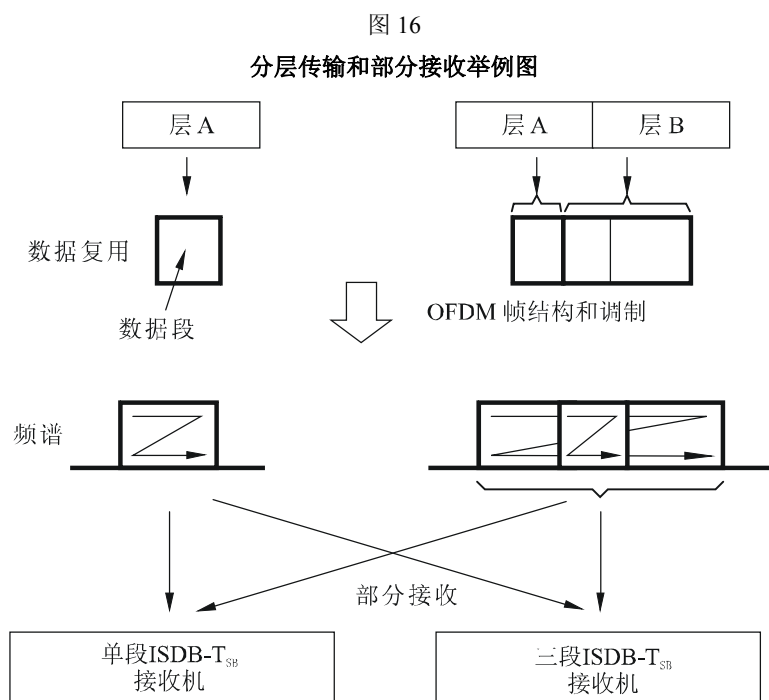 图 16
分层传输和部分接收举例图
层 A
层 A
层 B
数据复用
数据段
OFDM 帧结构和调制
频谱
部分接收
单段ISDB-T_SB
接收机
三段ISDB-T_SB
接收机